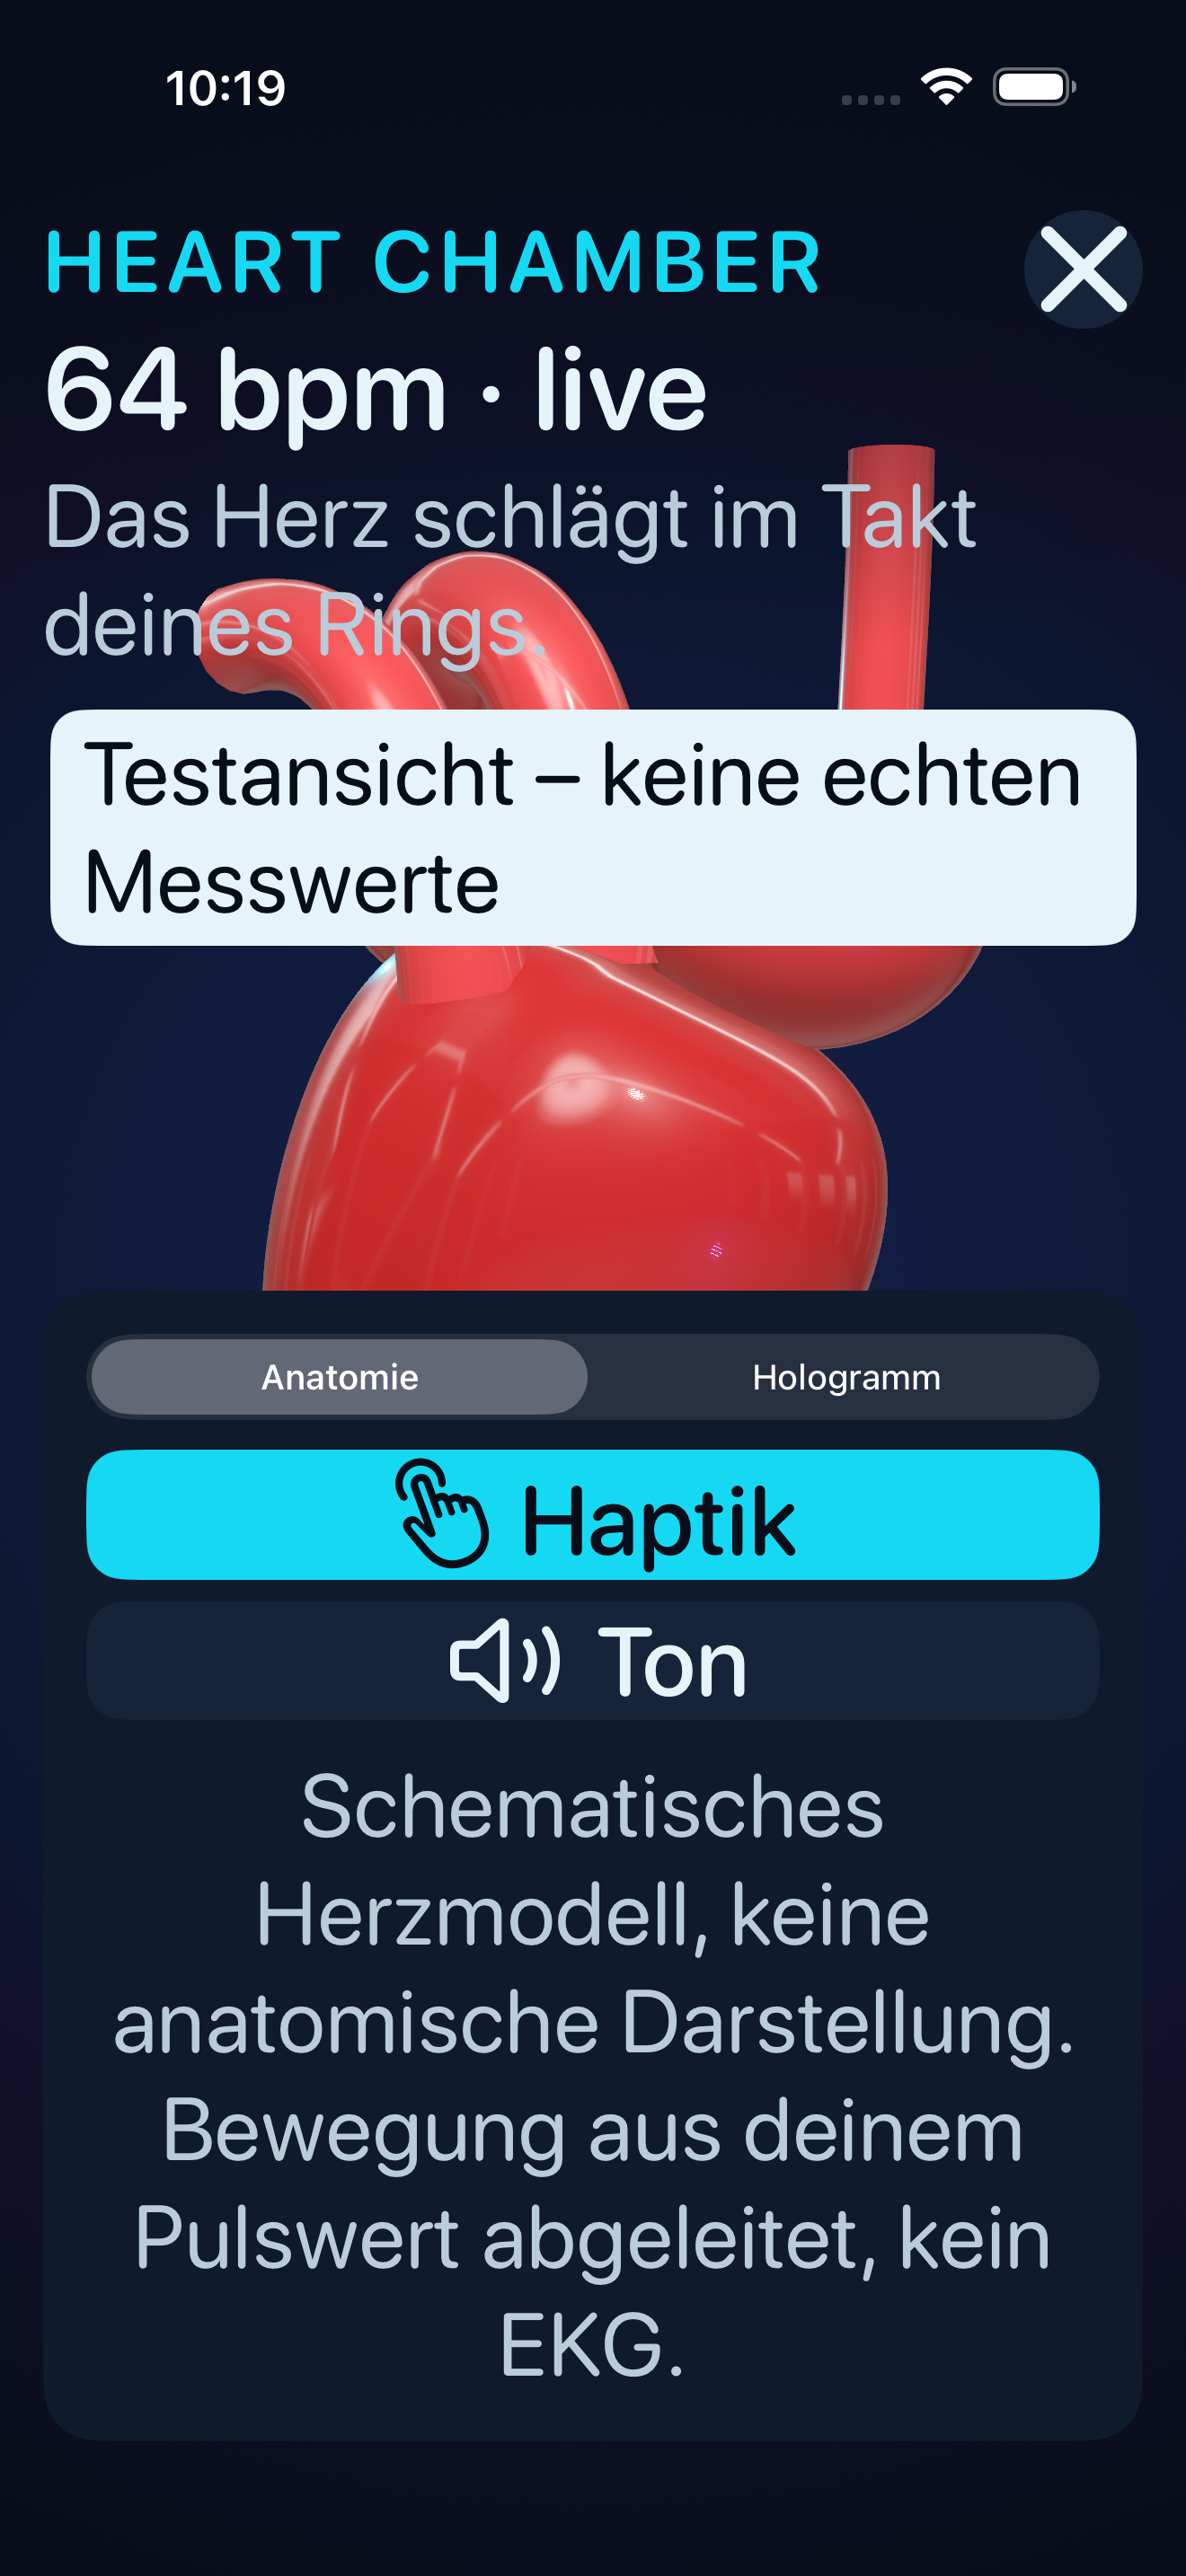 10:19
HEART CHAMBER
64 bpm · live
Das Herz schlägt im Takt
deines Rings.
Testansicht – keine echten
Messwerte
Anatomie
Hologramm
Haptik
Ton
Schematisches
Herzmodell, keine
anatomische Darstellung.
Bewegung aus deinem
Pulswert abgeleitet, kein
EKG.